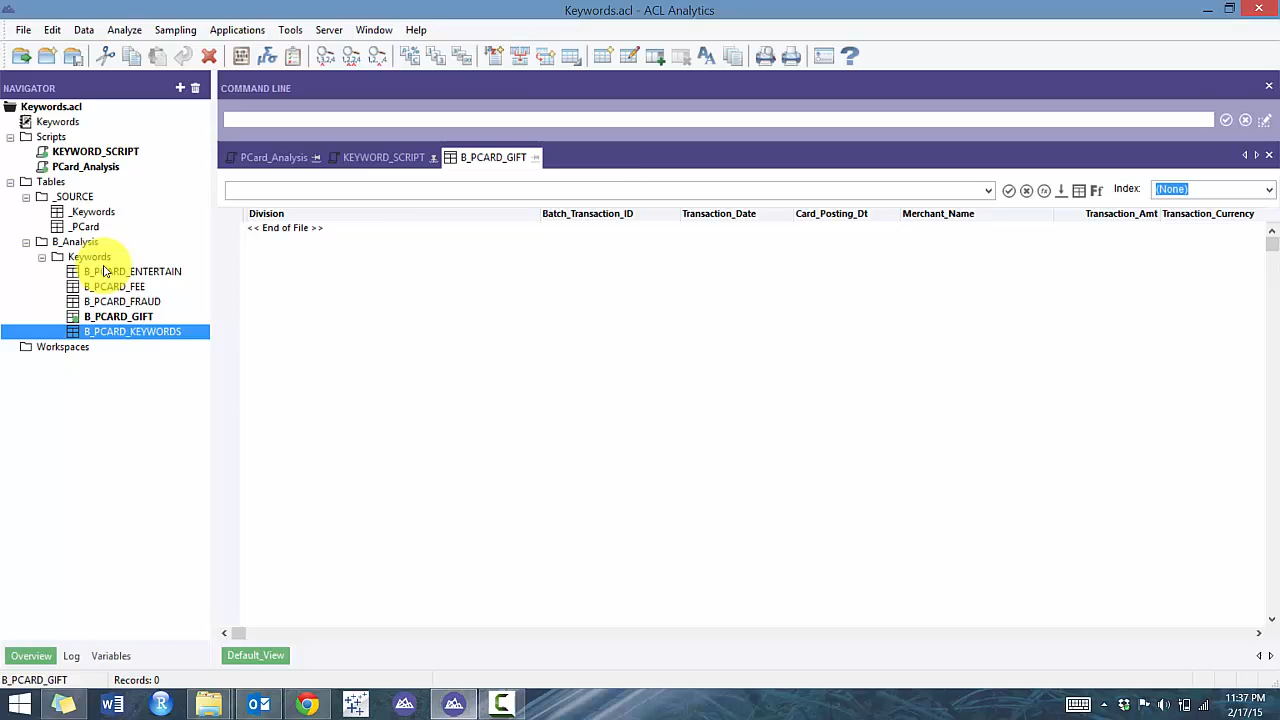 Keywords.acl - ACL Analytics
File Edit Data Analyze Sampling Applications Tools Server Window Help
NAVIGATOR
COMMAND LINE
Keywords.acl
Keywords
Scripts
KEYWORD_SCRIPT
PCard_Analysis
Tables
_SOURCE
_Keywords
_PCard
B_Analysis
Keywords
B_PCARD_ENTERTAIN
B_PCARD_FEE
B_PCARD_FRAUD
B_PCARD_GIFT
B_PCARD_KEYWORDS
Workspaces
PCard_Analysis KEYWORD_SCRIPT B_PCARD_GIFT
Ff Index: (None)
Division Batch_Transaction_ID Transaction_Date Card_Posting_Dt Merchant_Name Transaction_Amt Transaction_Currency
<< End of File >>
Overview Log Variables Default_View
B_PCARD_GIFT Records: 0
11:37 PM
2/17/15